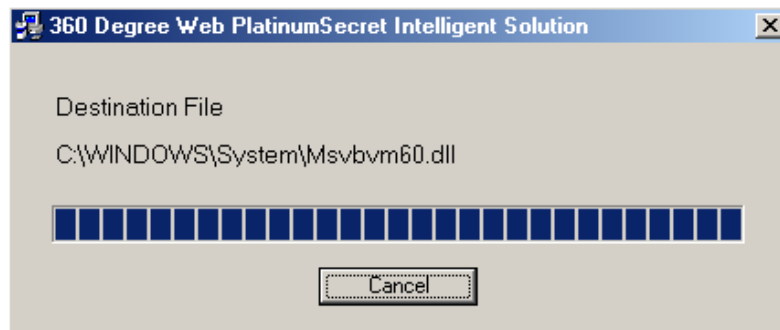 360 Degree Web PlatinumSecret Intelligent Solution
Destination File
C:\WINDOWS\System\Msvbvm60.dll
Cancel